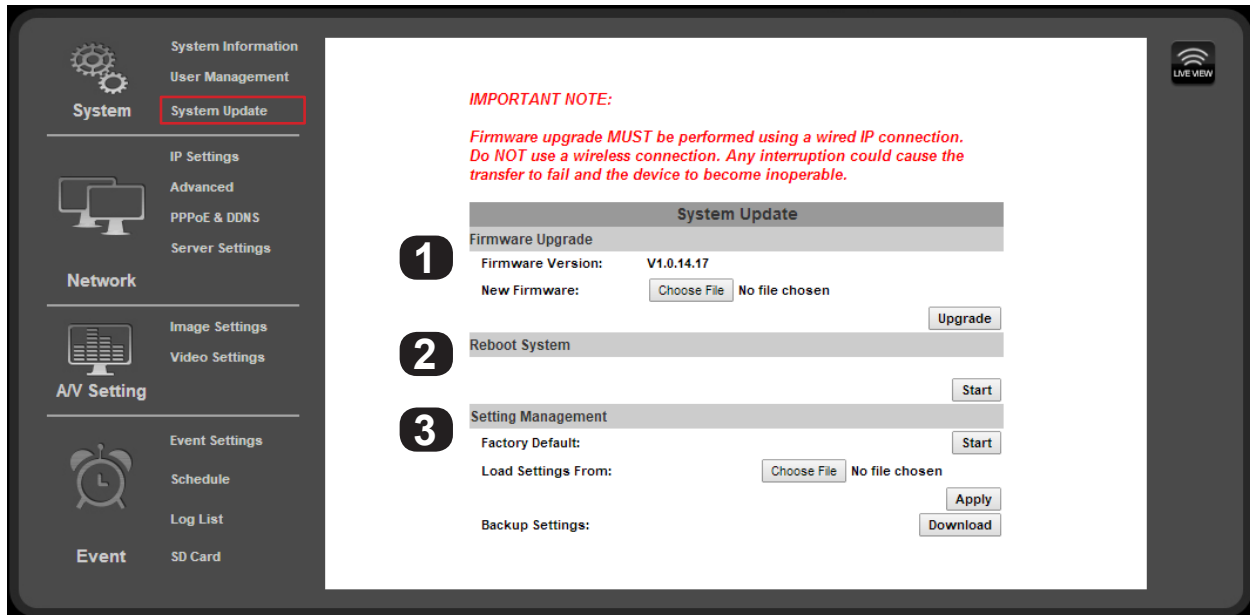 System Information
User Management
System
System Update
IP Settings
Advanced
PPPoE & DDNS
Server Settings
Network
Image Settings
Video Settings
A/V Setting
Event Settings
Schedule
Log List
Event
SD Card
LIVE VIEW
IMPORTANT NOTE:
Firmware upgrade MUST be performed using a wired IP connection.
Do NOT use a wireless connection. Any interruption could cause the
transfer to fail and the device to become inoperable.
System Update
1
Firmware Upgrade
Firmware Version: V1.0.14.17
New Firmware: Choose File No file chosen
Upgrade
2
Reboot System
Start
3
Setting Management
Factory Default: Start
Load Settings From: Choose File No file chosen
Apply
Backup Settings: Download